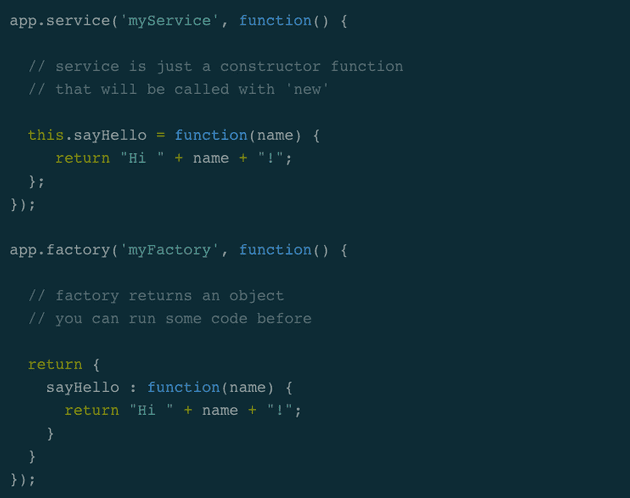 app.service('myService', function() {
// service is just a constructor function
// that will be called with 'new'
this.sayHello = function(name) {
return "Hi " + name + "!";
};
});
app.factory('myFactory', function() {
// factory returns an object
// you can run some code before
return {
sayHello : function(name) {
return "Hi " + name + "!";
}
}
});